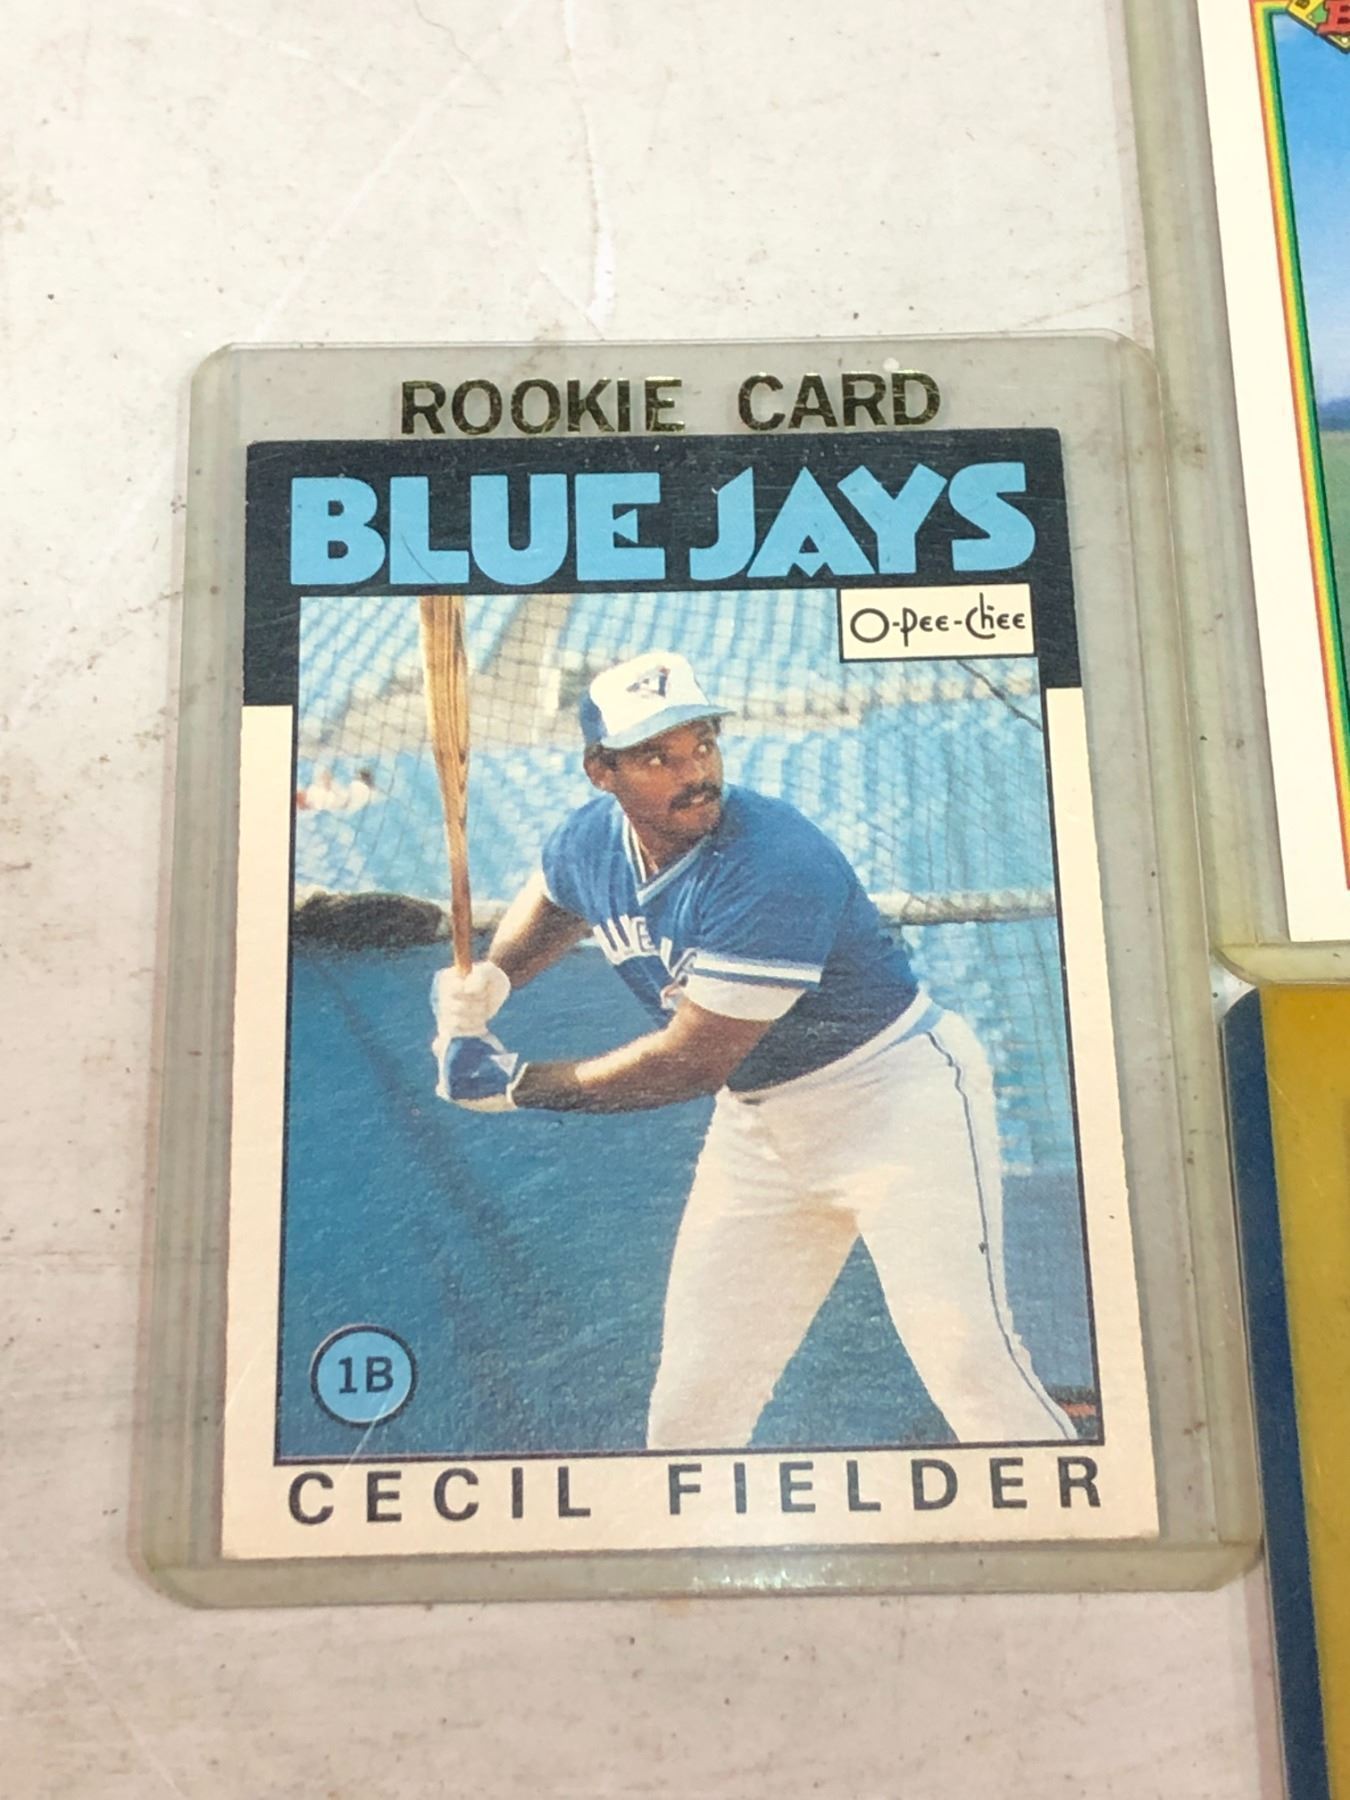 ROOKIE CARD
BLUE JAYS
O-Pee-Chee
1B
CECIL FIELDER